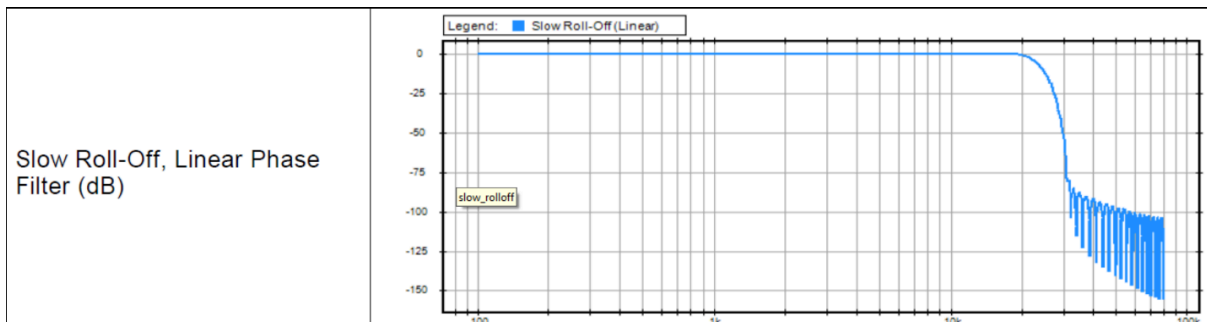 Legend: Slow Roll-Off (Linear)
0
-25
-50
-75
-100
-125
-150
Slow Roll-Off, Linear Phase
Filter (dB)
slow_rolloff
100
1k
10k
100k